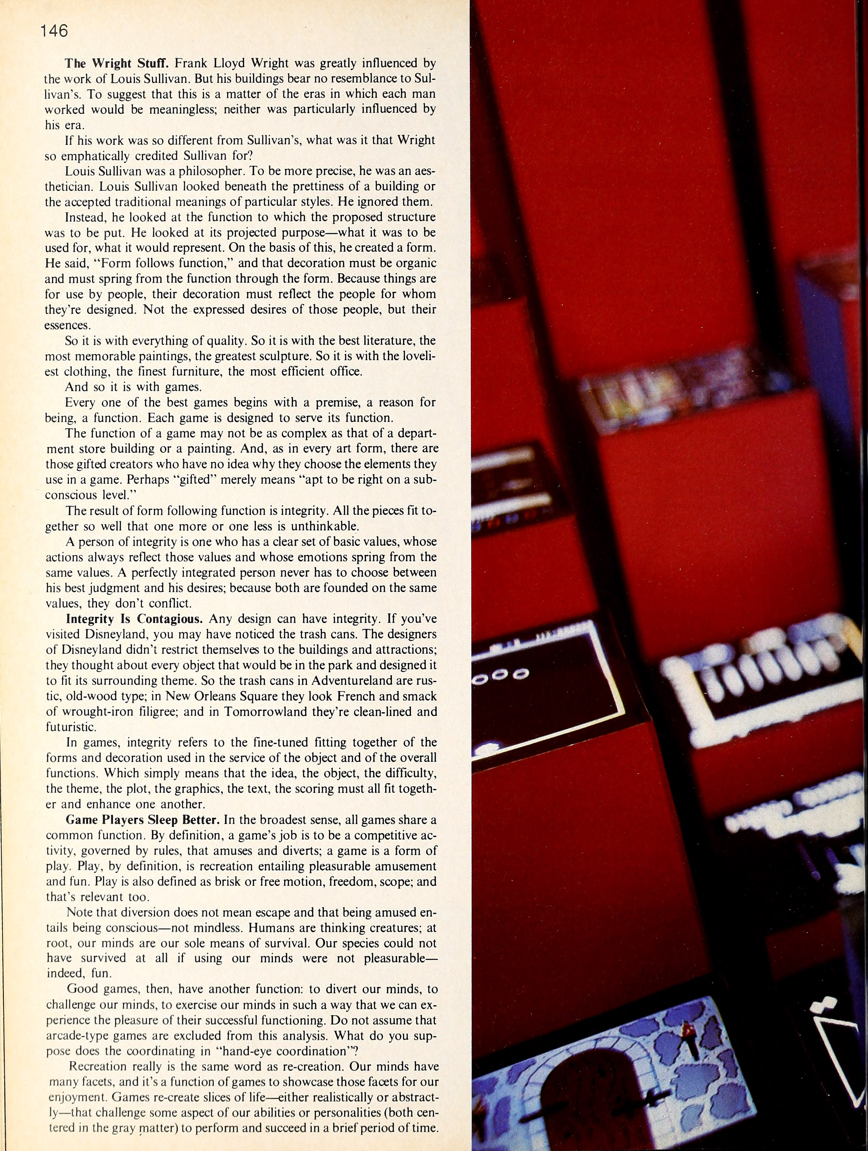 146
The Wright Stuff. Frank Lloyd Wright was greatly influenced by
the work of Louis Sullivan. But his buildings bear no resemblance to Sul-
livan's. To suggest that this is a matter of the eras in which each man
worked would be meaningless; neither was particularly influenced by
his era.
If his work was so different from Sullivan's, what was it that Wright
so emphatically credited Sullivan for?
Louis Sullivan was a philosopher. To be more precise, he was an aes-
thetician. Louis Sullivan looked beneath the prettiness of a building or
the accepted traditional meanings of particular styles. He ignored them.
Instead, he looked at the function to which the proposed structure
was to be put. He looked at its projected purpose—what it was to be
used for, what it would represent. On the basis of this, he created a form.
He said, “Form follows function,” and that decoration must be organic
and must spring from the function through the form. Because things are
for use by people, their decoration must reflect the people for whom
they're designed. Not the expressed desires of those people, but their
essences.
So it is with everything of quality. So it is with the best literature, the
most memorable paintings, the greatest sculpture. So it is with the loveli-
est clothing, the finest furniture, the most efficient office.
And so it is with games.
Every one of the best games begins with a premise, a reason for
being, a function. Each game is designed to serve its function.
The function of a game may not be as complex as that of a depart-
ment store building or a painting. And, as in every art form, there are
those gifted creators who have no idea why they choose the elements they
use in a game. Perhaps “gifted” merely means “apt to be right on a sub-
conscious level.”
The result of form following function is integrity. All the pieces fit to-
gether so well that one more or one less is unthinkable.
A person of integrity is one who has a clear set of basic values, whose
actions always reflect those values and whose emotions spring from the
same values. A perfectly integrated person never has to choose between
his best judgment and his desires; because both are founded on the same
values, they don't conflict.
Integrity Is Contagious. Any design can have integrity. If you've
visited Disneyland, you may have noticed the trash cans. The designers
of Disneyland didn't restrict themselves to the buildings and attractions;
they thought about every object that would be in the park and designed it
to fit its surrounding theme. So the trash cans in Adventureland are rus-
tic, old-wood type; in New Orleans Square they look French and smack
of wrought-iron filigree; and in Tomorrowland they're clean-lined and
futuristic.
In games, integrity refers to the fine-tuned fitting together of the
forms and decoration used in the service of the object and of the overall
functions. Which simply means that the idea, the object, the difficulty,
the theme, the plot, the graphics, the text, the scoring must all fit togeth-
er and enhance one another.
Game Players Sleep Better. In the broadest sense, all games share a
common function. By definition, a game's job is to be a competitive ac-
tivity, governed by rules, that amuses and diverts; a game is a form of
play. Play, by definition, is recreation entailing pleasurable amusement
and fun. Play is also defined as brisk or free motion, freedom, scope; and
that's relevant too.
Note that diversion does not mean escape and that being amused en-
tails being conscious—not mindless. Humans are thinking creatures; at
root, our minds are our sole means of survival. Our species could not
have survived at all if using our minds were not pleasurable—
indeed, fun.
Good games, then, have another function: to divert our minds, to
challenge our minds, to exercise our minds in such a way that we can ex-
perience the pleasure of their successful functioning. Do not assume that
arcade-type games are excluded from this analysis. What do you sup-
pose does the coordinating in “hand-eye coordination”?
Recreation really is the same word as re-creation. Our minds have
many facets, and it's a function of games to showcase those facets for our
enjoyment. Games re-create slices of life—either realistically or abstract-
ly—that challenge some aspect of our abilities or personalities (both cen-
tered in the gray matter) to perform and succeed in a brief period of time.